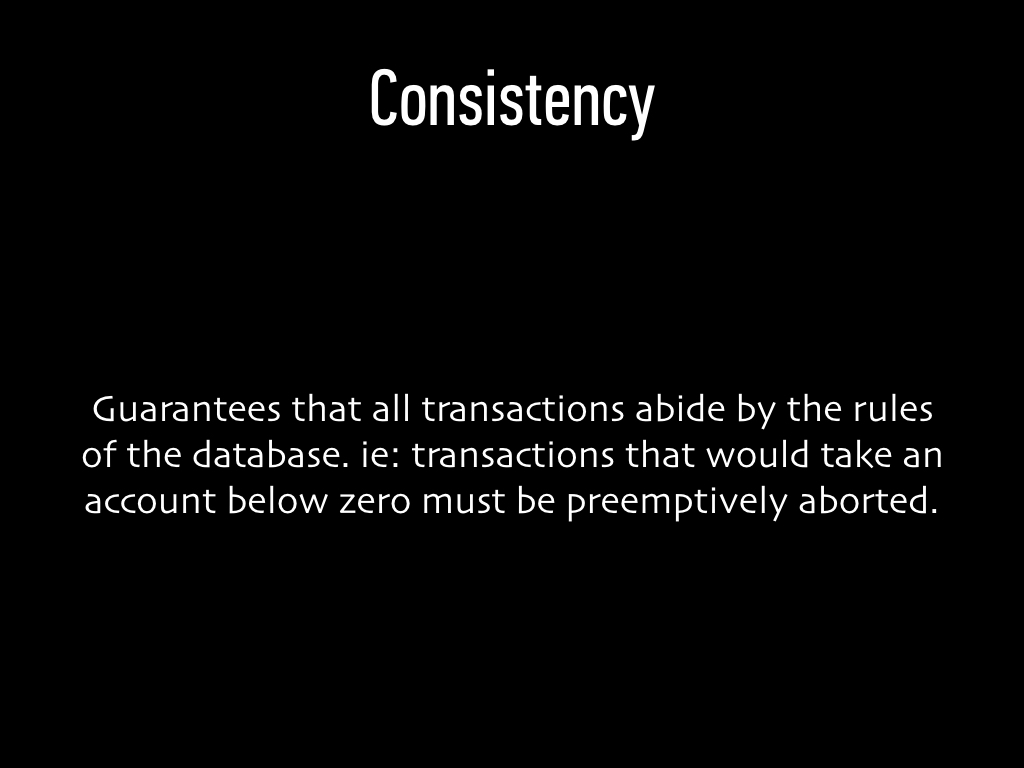 Consistency
Guarantees that all transactions abide by the rules
of the database. ie: transactions that would take an
account below zero must be preemptively aborted.